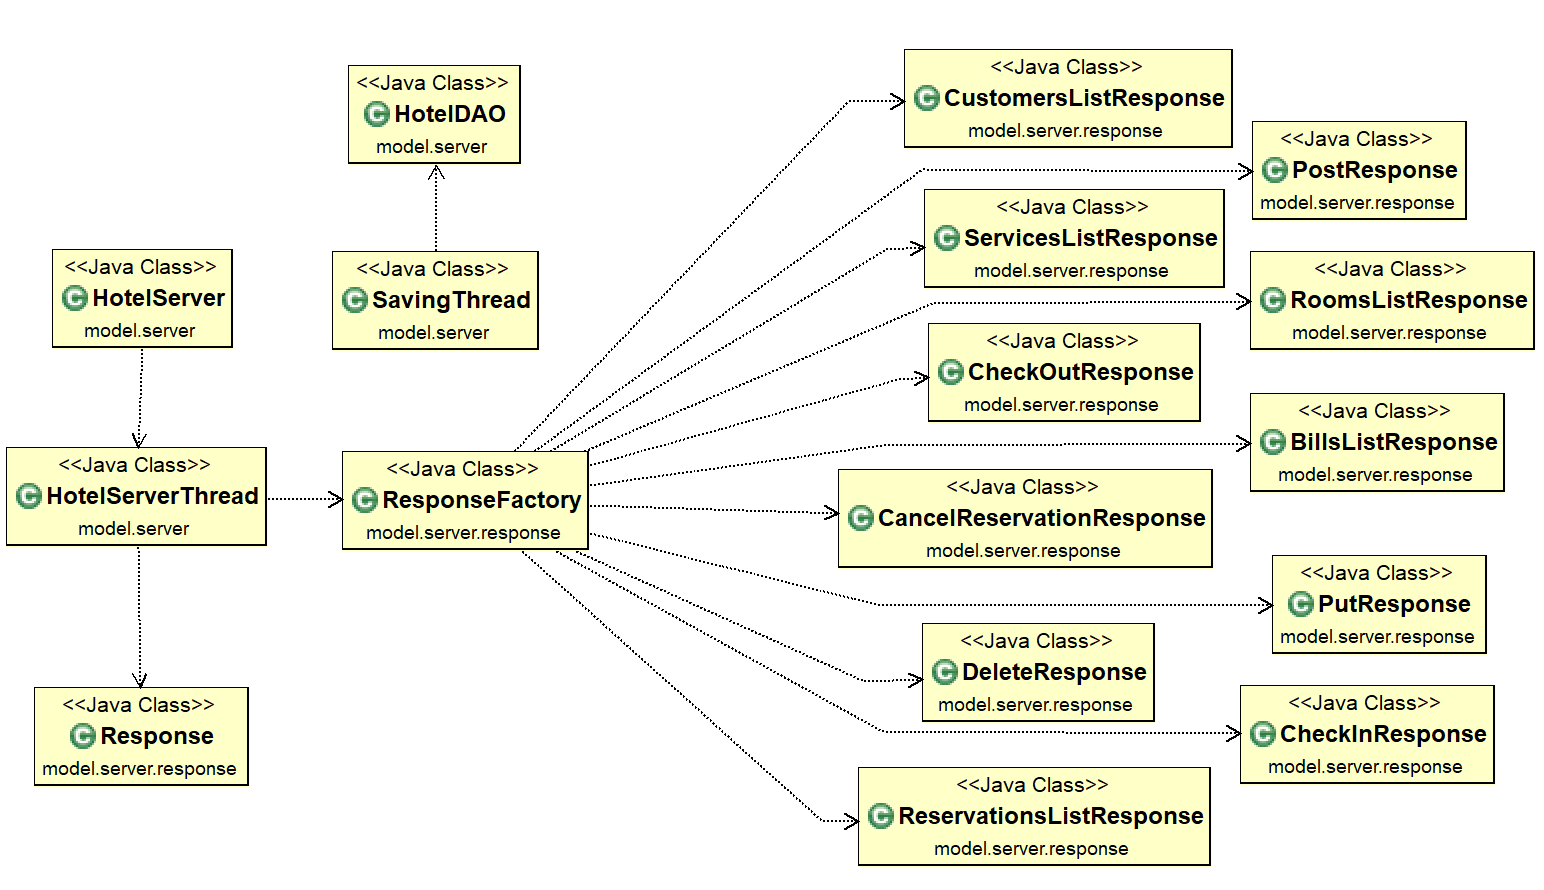 <<Java Class>>
HotelDAO
model.server
<<Java Class>>
SavingThread
model.server
<<Java Class>>
HotelServer
model.server
<<Java Class>>
HotelServerThread
model.server
<<Java Class>>
Response
model.server.response
<<Java Class>>
ResponseFactory
model.server.response
<<Java Class>>
CustomersListResponse
model.server.response
<<Java Class>>
PostResponse
model.server.response
<<Java Class>>
ServicesListResponse
model.server.response
<<Java Class>>
RoomsListResponse
model.server.response
<<Java Class>>
CheckOutResponse
model.server.response
<<Java Class>>
BillsListResponse
model.server.response
<<Java Class>>
CancelReservationResponse
model.server.response
<<Java Class>>
PutResponse
model.server.response
<<Java Class>>
DeleteResponse
model.server.response
<<Java Class>>
CheckInResponse
model.server.response
<<Java Class>>
ReservationsListResponse
model.server.response